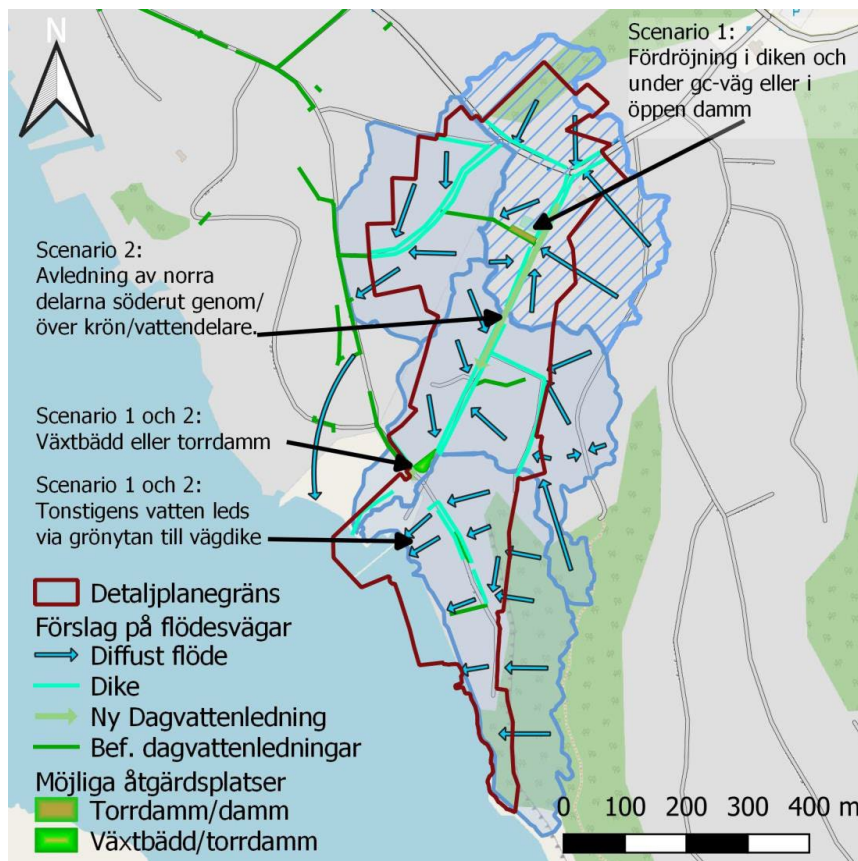 N
Scenario 1:
Fördröjning i diken och
under gc-väg eller i
öppen damm
Scenario 2:
Avledning av norra
delarna söderut genom/
över krön/vattendelare.
Scenario 1 och 2:
Växtbädd eller torrdamm
Scenario 1 och 2:
Tonstigens vatten leds
via grönytan till vägdike
Detaljplanegräns
Förslag på flödesvägar
Diffust flöde
Dike
Ny Dagvattenledning
Bef. dagvattenledningar
Möjliga åtgärdsplatser
Torrdamm/damm
Växtbädd/torrdamm
0 100 200 300 400 m
P